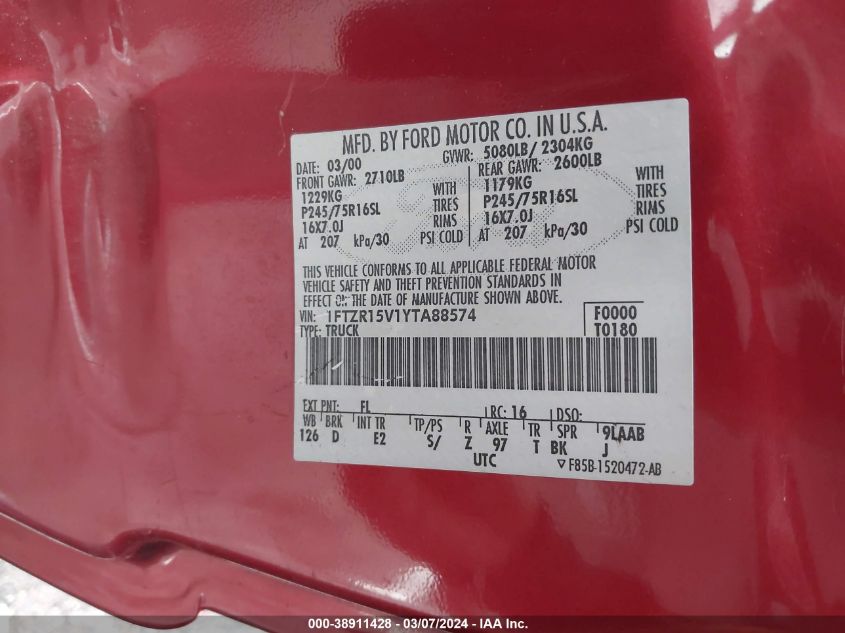 MFD. BY FORD MOTOR CO. IN U.S.A.
DATE: 03/00 GVWR: 5080LB/ 2304KG
FRONT GAWR: 2710LB REAR GAWR: 2600LB
1229KG WITH 1179KG WITH
P245/75R16SL TIRES P245/75R16SL TIRES
16X7.0J RIMS 16X7.0J RIMS
AT 207 kPa/30 PSI COLD AT 207 kPa/30 PSI COLD
THIS VEHICLE CONFORMS TO ALL APPLICABLE FEDERAL MOTOR
VEHICLE SAFETY AND THEFT PREVENTION STANDARDS IN
EFFECT ON THE DATE OF MANUFACTURE SHOWN ABOVE.
VIN: 1FTZR15V1YTA88574 F0000
TYPE: TRUCK T0180
EXT PNT: FL RC: 16 DSO:
WB BRK INT TR TP/PS R AXLE TR SPR 9LAAB
126 D E2 S/ Z 97 T BK J
UTC ▽ F85B-1520472-AB
000-38911428 - 03/07/2024 - IAA Inc.